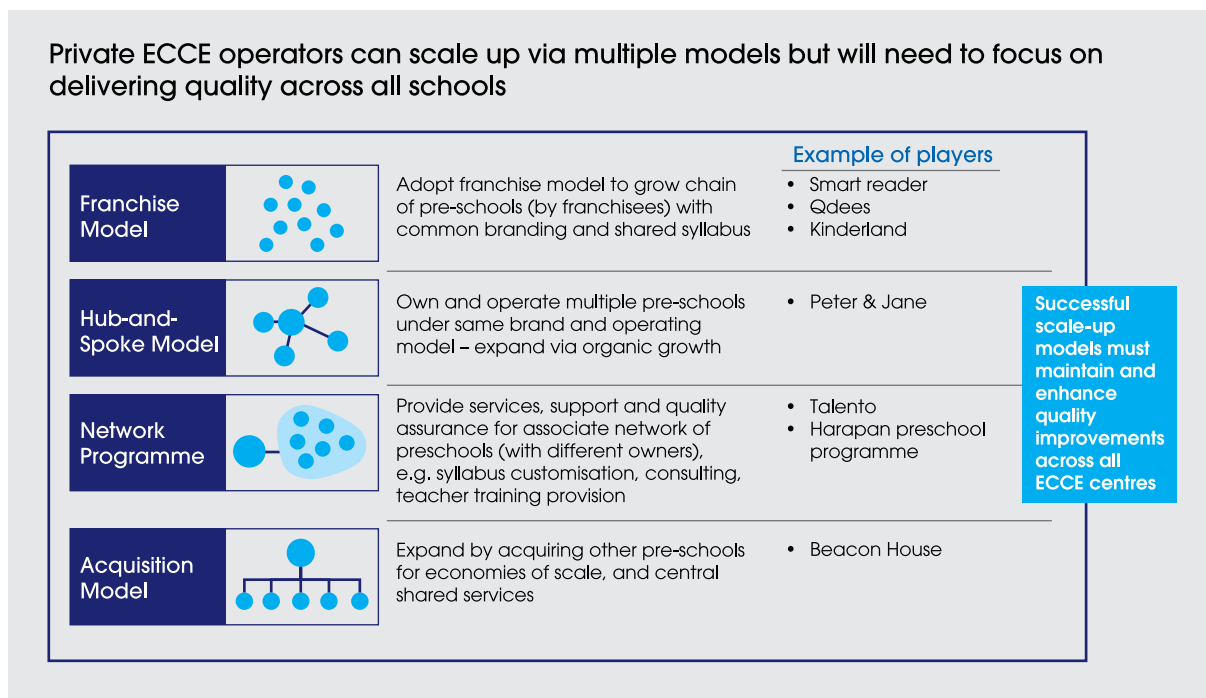 Private ECCE operators can scale up via multiple models but will need to focus on
delivering quality across all schools
Example of players
Franchise
Model
Adopt franchise model to grow chain
of pre-schools (by franchisees) with
common branding and shared syllabus
• Smart reader
• Qdees
• Kinderland
Hub-and-
Spoke Model
Own and operate multiple pre-schools
under same brand and operating
model – expand via organic growth
• Peter & Jane
Network
Programme
Provide services, support and quality
assurance for associate network of
preschools (with different owners),
e.g. syllabus customisation, consulting,
teacher training provision
• Talento
• Harapan preschool
programme
Acquisition
Model
Expand by acquiring other pre-schools
for economies of scale, and central
shared services
• Beacon House
Successful
scale-up
models must
maintain and
enhance
quality
improvements
across all
ECCE centres